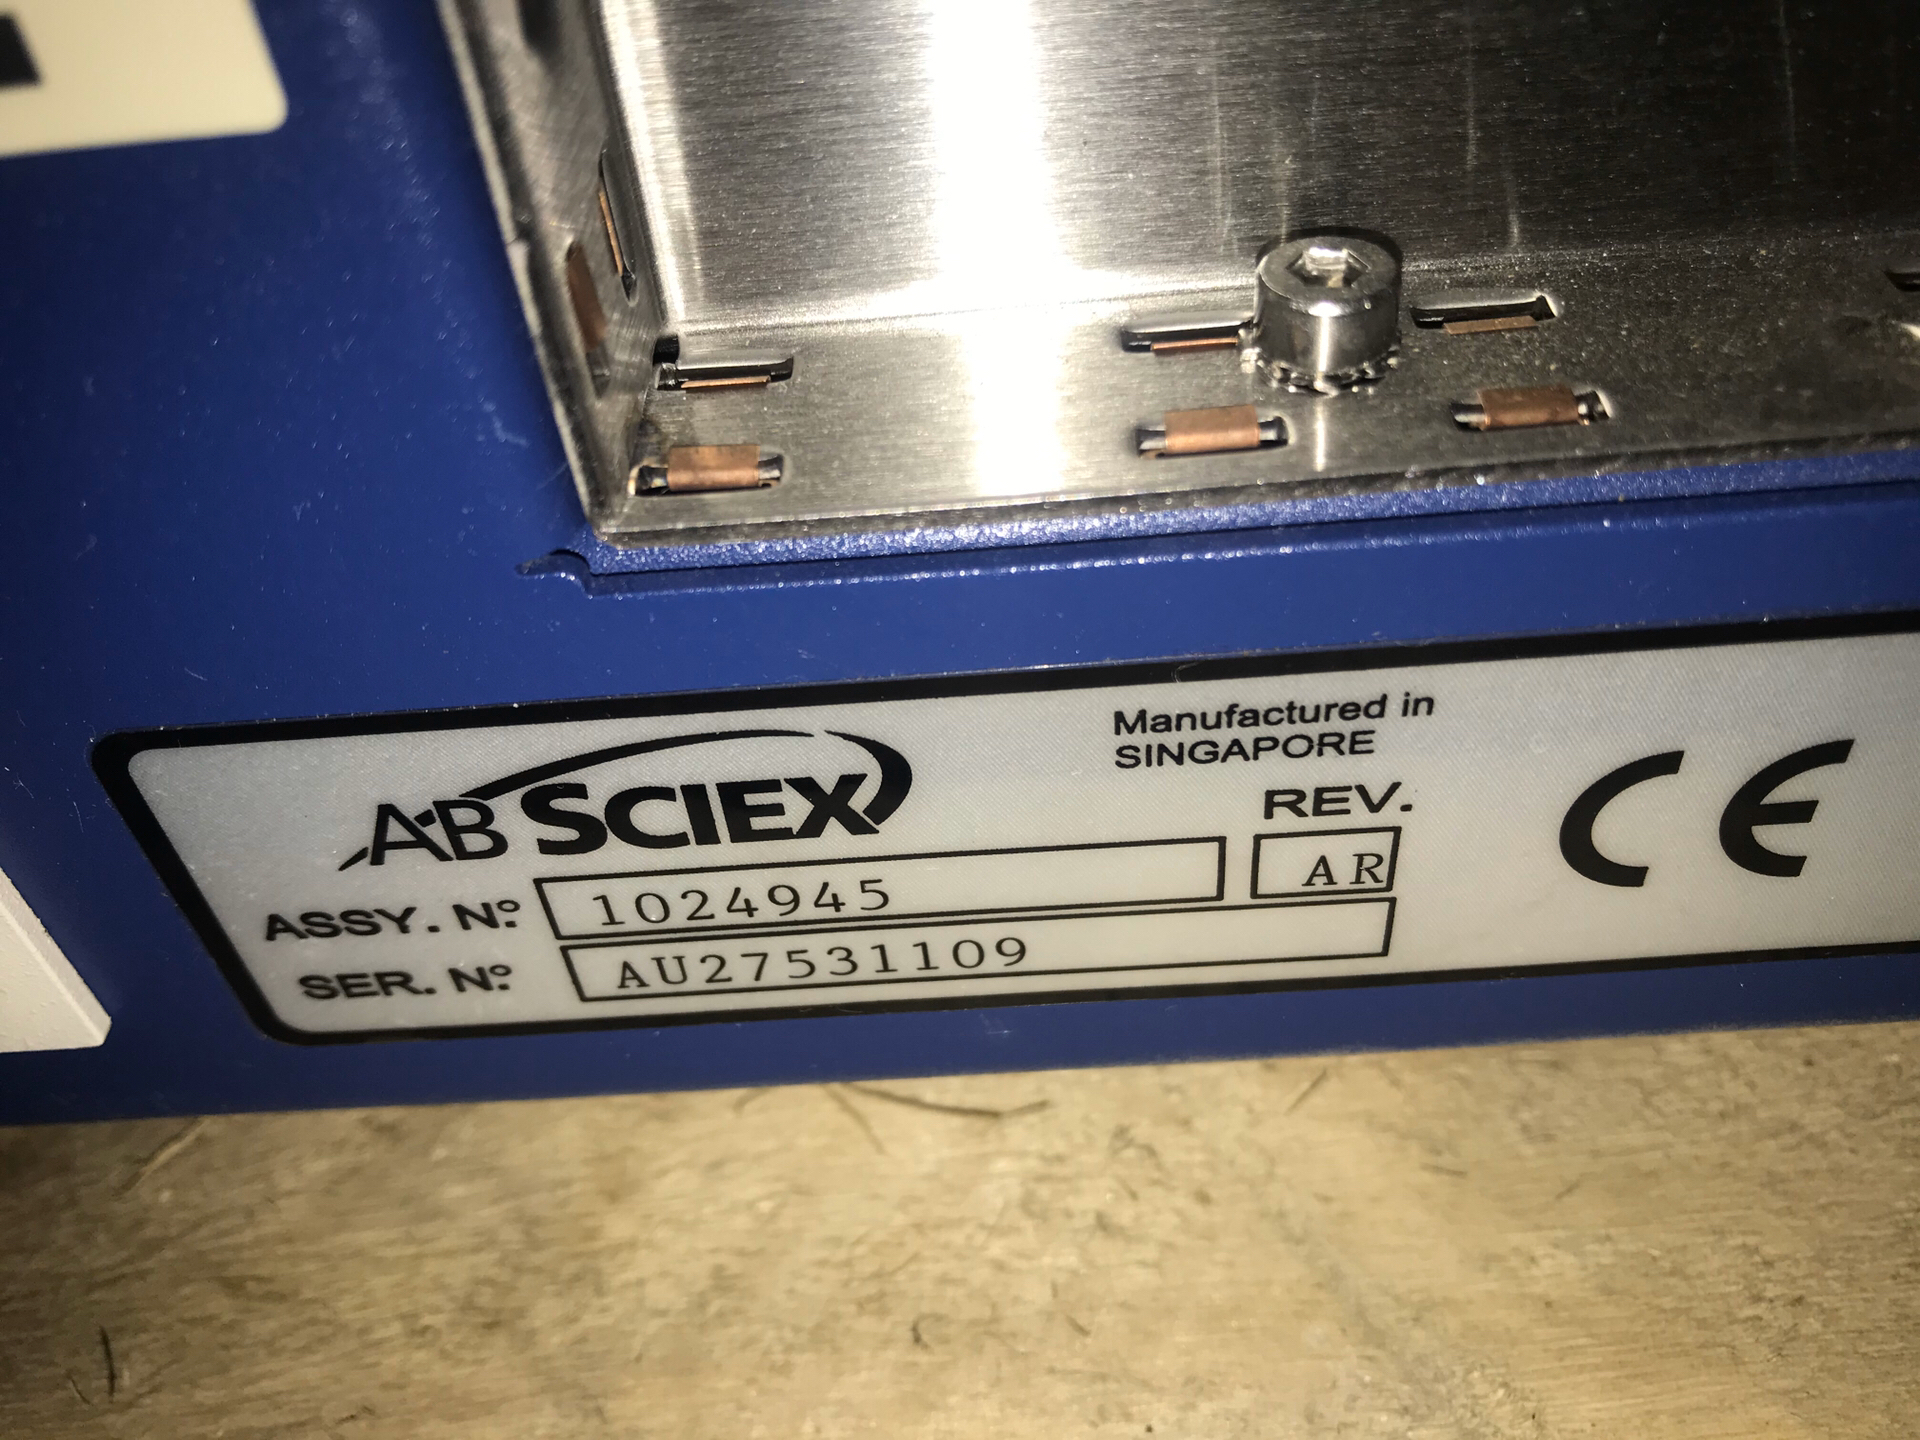 AB SCIEX
Manufactured in
SINGAPORE
REV.
AR
ASSY. Nº. 1024945
SER. Nº. AU27531109
CE